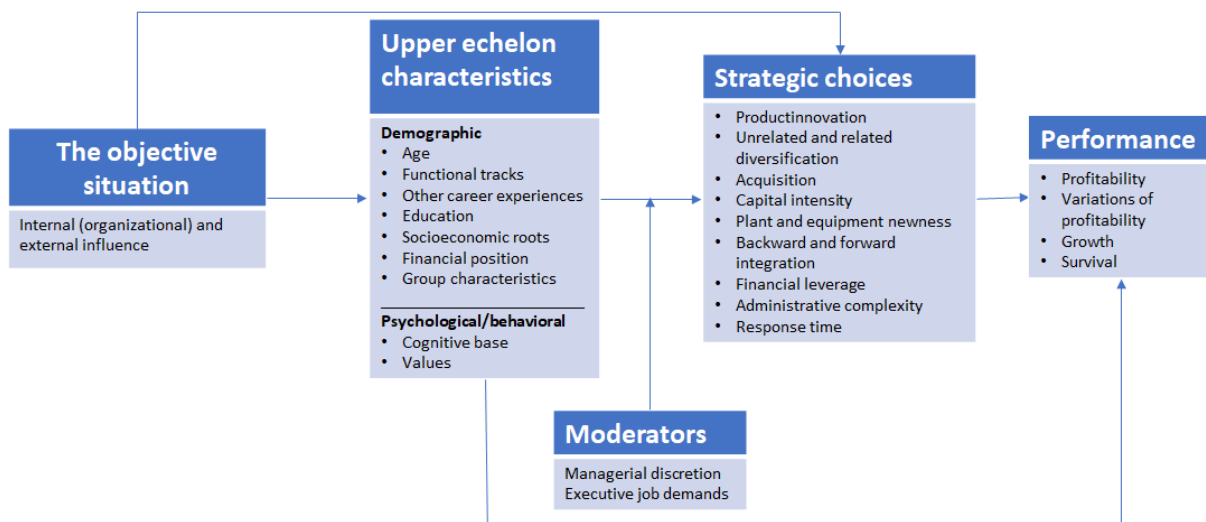 The objective
situation
Internal (organizational) and
external influence
Upper echelon
characteristics
Demographic
• Age
• Functional tracks
• Other career experiences
• Education
• Socioeconomic roots
• Financial position
• Group characteristics
Psychological/behavioral
• Cognitive base
• Values
Moderators
Managerial discretion
Executive job demands
Strategic choices
• Productinnovation
• Unrelated and related
diversification
• Acquisition
• Capital intensity
• Plant and equipment newness
• Backward and forward
integration
• Financial leverage
• Administrative complexity
• Response time
Performance
• Profitability
• Variations of
profitability
• Growth
• Survival